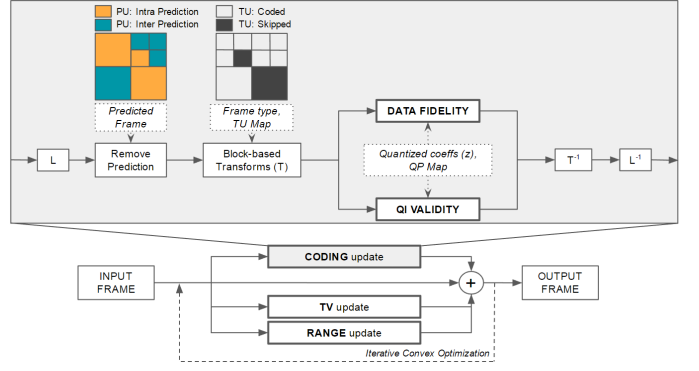 PU: Intra Prediction
PU: Inter Prediction
TU: Coded
TU: Skipped
Predicted
Frame
Frame type,
TU Map
L
Remove
Prediction
Block-based
Transforms (T)
DATA FIDELITY
Quantized coeffs (z),
QP Map
QI VALIDITY
T-1
L-1
CODING update
INPUT
FRAME
+
OUTPUT
FRAME
TV update
RANGE update
Iterative Convex Optimization